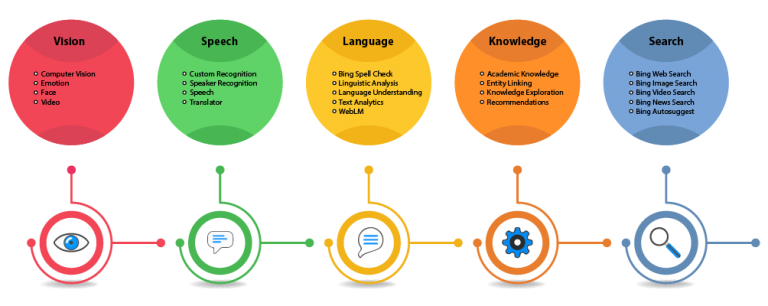 Vision
Computer Vision
Emotion
Face
Video
Speech
Custom Recognition
Speaker Recognition
Speech
Translator
Language
Bing Spell Check
Linguistic Analysis
Language Understanding
Text Analytics
WebLM
Knowledge
Academic Knowledge
Entity Linking
Knowledge Exploration
Recommendations
Search
Bing Web Search
Bing Image Search
Bing Video Search
Bing News Search
Bing Autosuggest